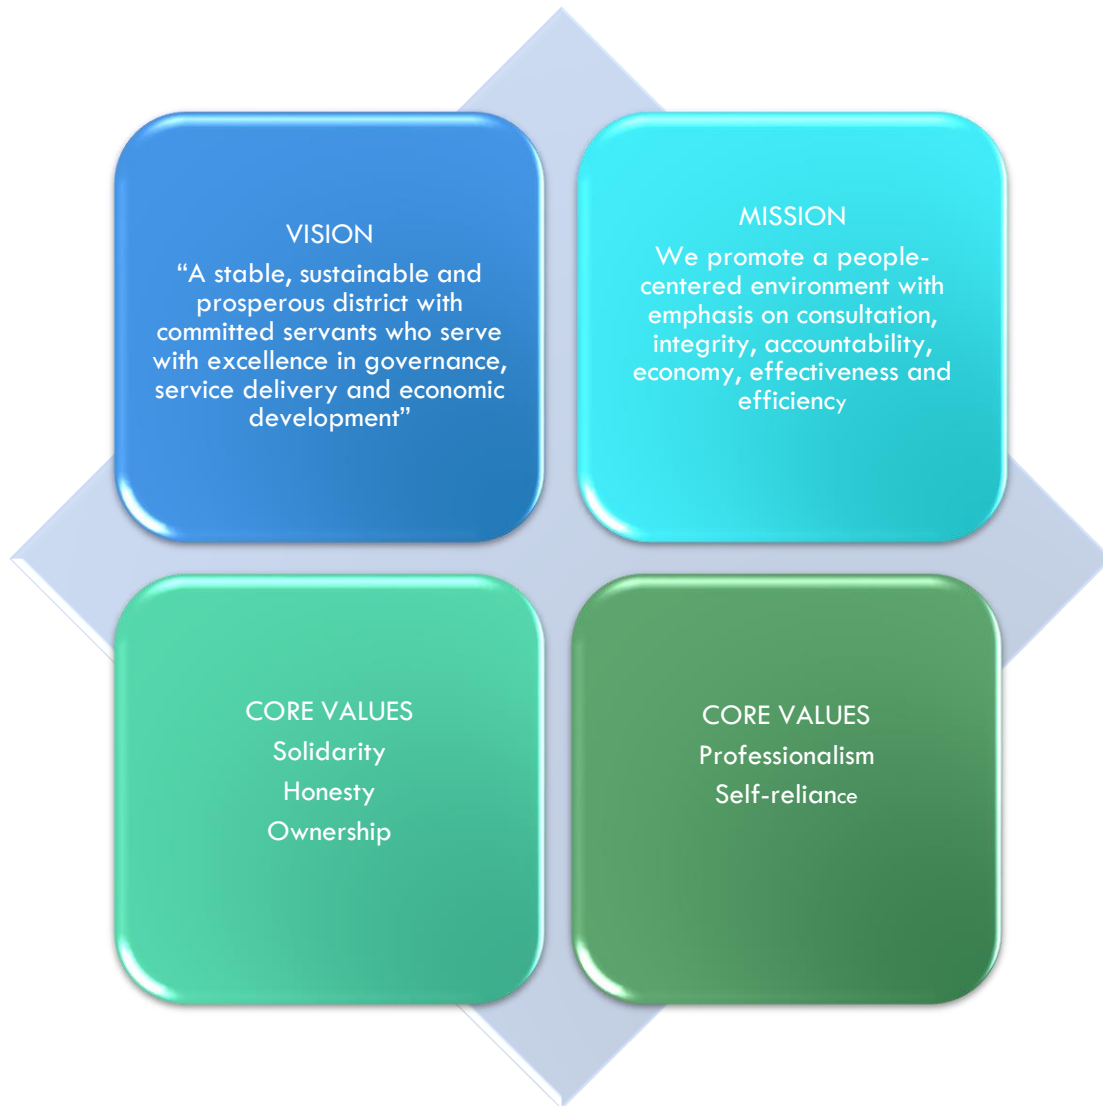 VISION
“A stable, sustainable and
prosperous district with
committed servants who serve
with excellence in governance,
service delivery and economic
development”
MISSION
We promote a people-
centered environment with
emphasis on consultation,
integrity, accountability,
economy, effectiveness and
efficiency
CORE VALUES
Solidarity
Honesty
Ownership
CORE VALUES
Professionalism
Self-reliance